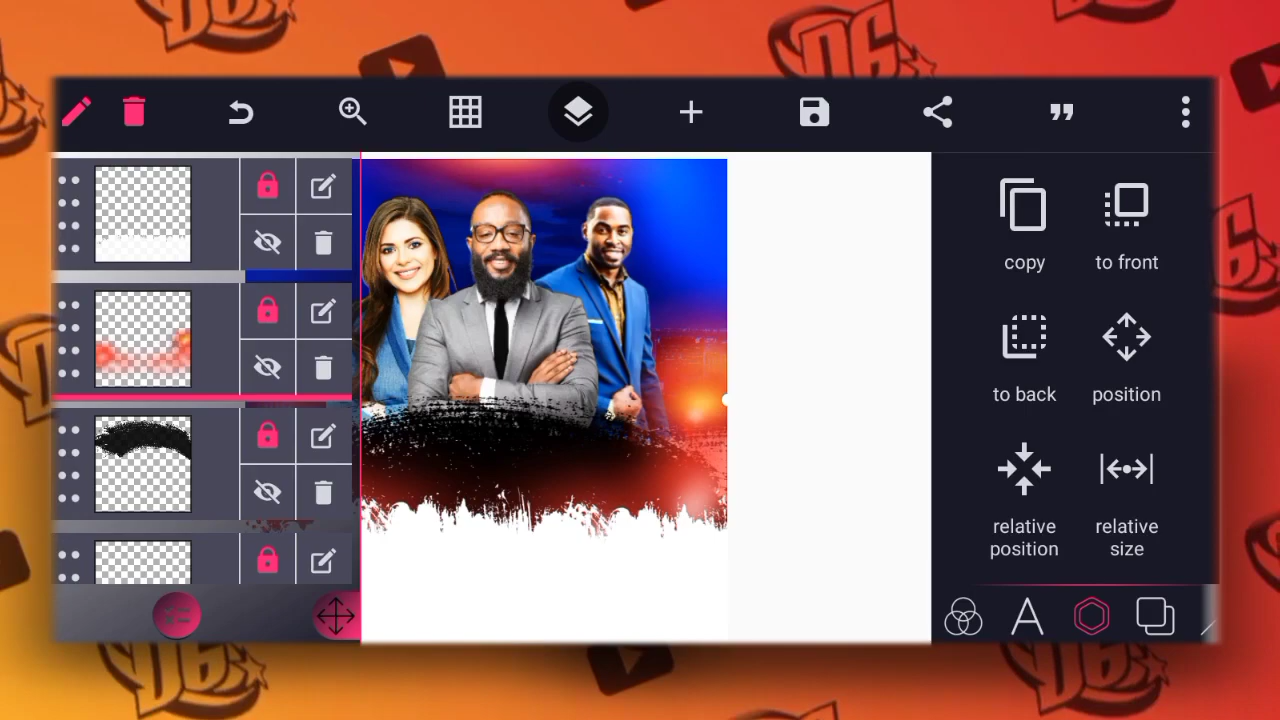 copy
to front
to back
position
relative
position
relative
size